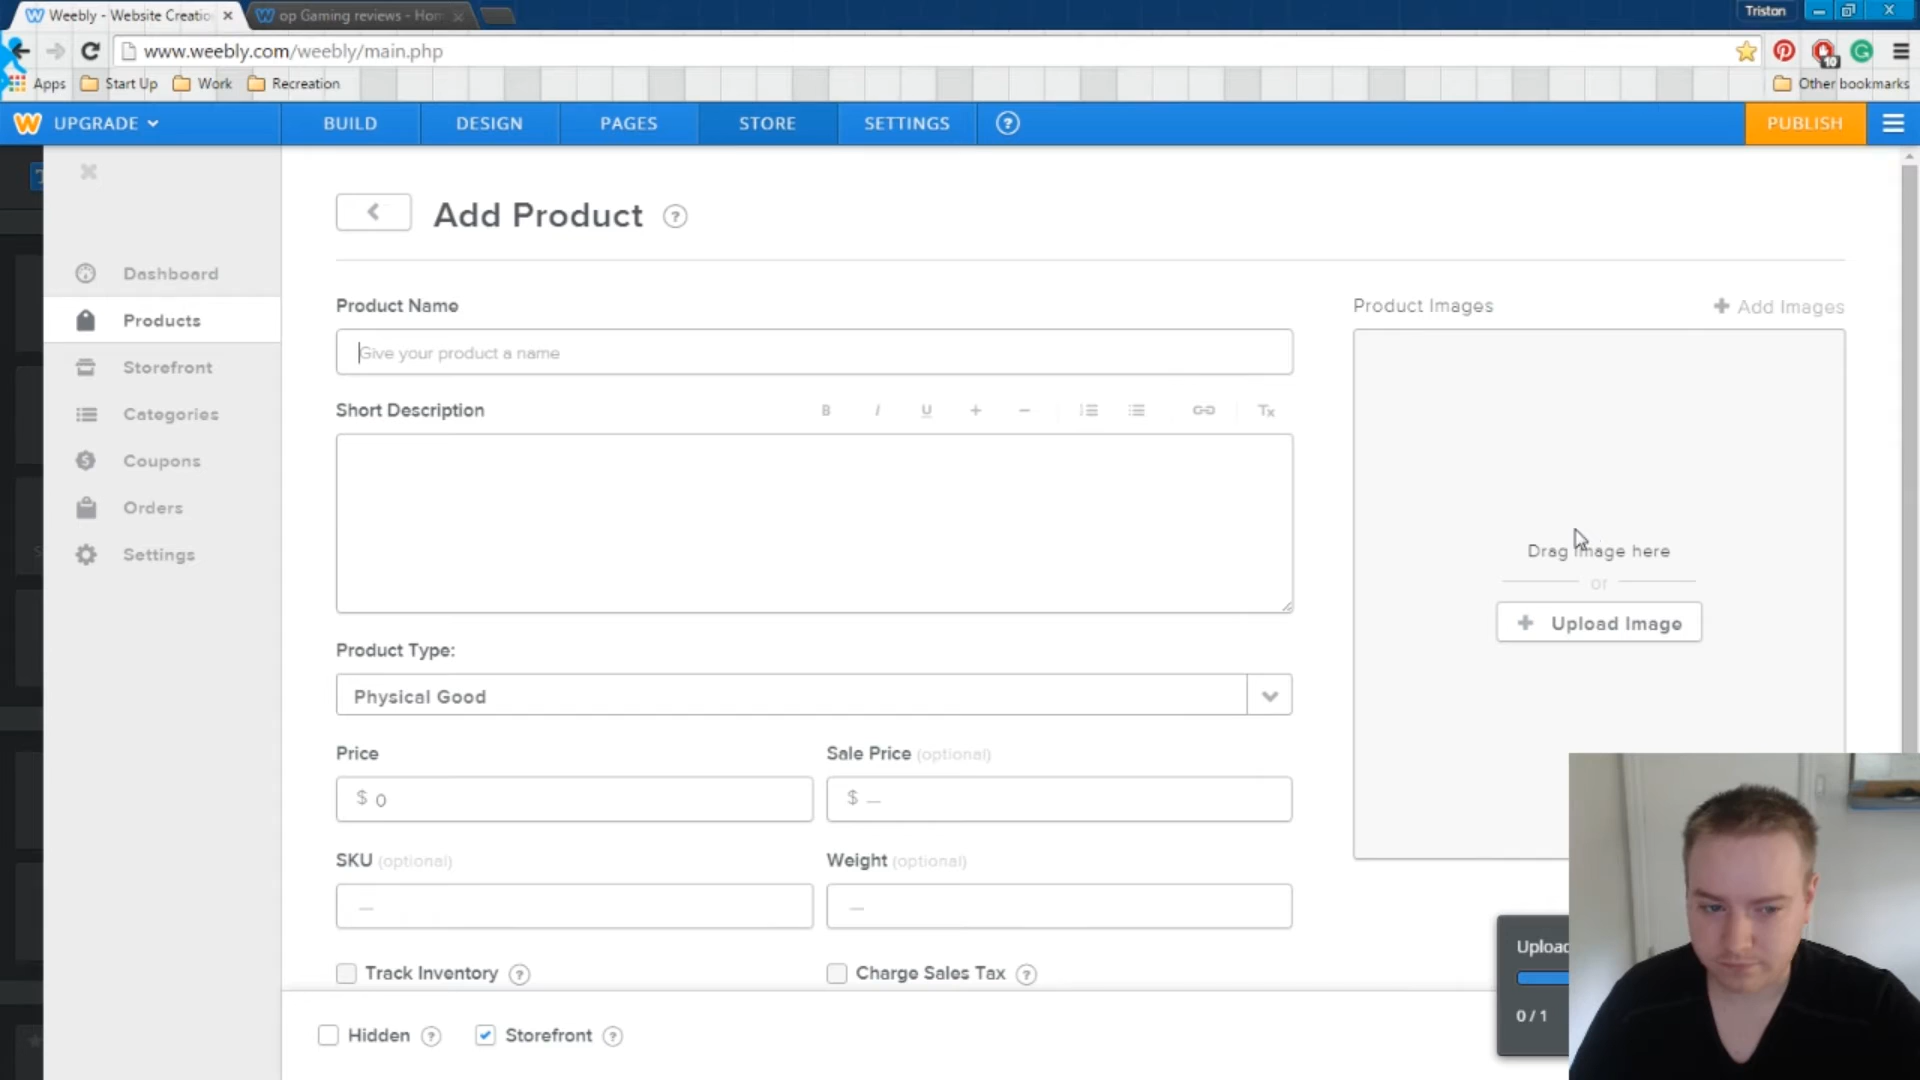 Weebly - Website Creatio
op Gaming reviews - Hom
Triston
www.weebly.com/weebly/main.php
10
Apps
Start Up
Work
Recreation
Other bookmarks
UPGRADE
BUILD
DESIGN
PAGES
STORE
SETTINGS
?
PUBLISH
Dashboard
Products
Storefront
Categories
Coupons
Orders
Settings
Add Product ?
Product Name
Give your product a name
Short Description
B I U + −
Tx
Product Type:
Physical Good
Price
$ 0
Sale Price (optional)
$ —
SKU (optional)
—
Weight (optional)
—
Track Inventory ?
Charge Sales Tax ?
Hidden ?
Storefront ?
Product Images
+ Add Images
Drag image here
or
+ Upload Image
Upload
0 / 1